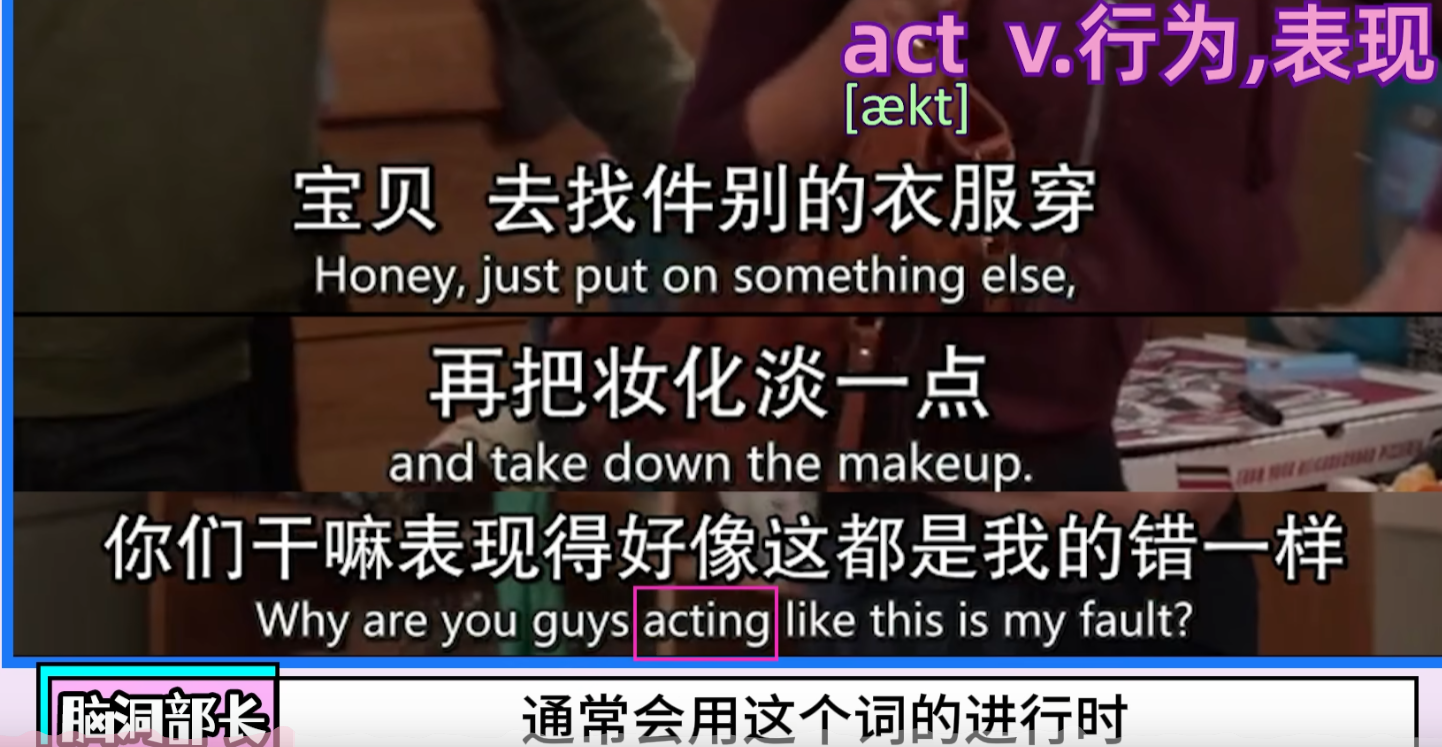 act v.行为,表现
[ækt]
宝贝 去找件别的衣服穿
Honey, just put on something else,
再把妆化淡一点
and take down the makeup.
你们干嘛表现得好像这都是我的错一样
Why are you guys acting like this is my fault?
脑洞部长
通常会用这个词的进行时